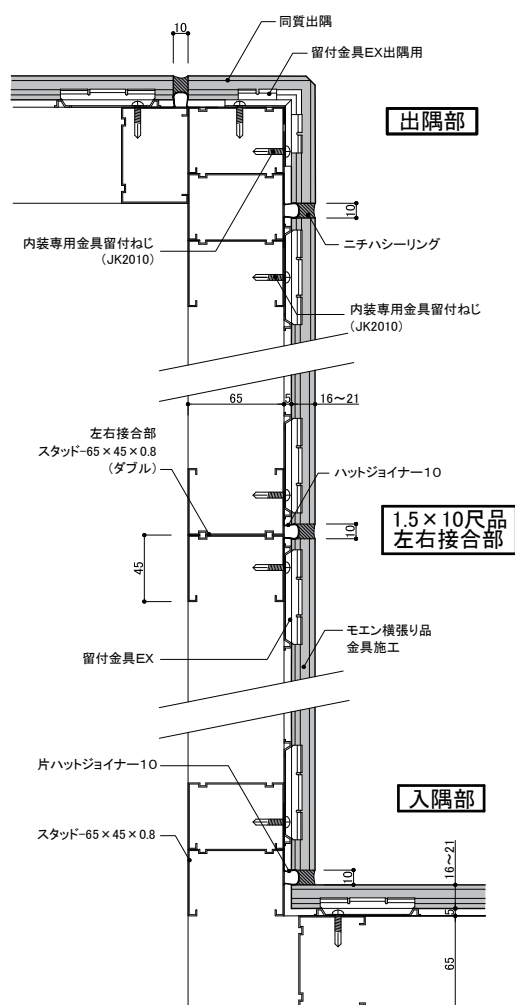 同質出隅
10
留付金具EX出隅用
出隅部
10
内装専用金具留付ねじ
(JK2010)
ニチハシーリング
内装専用金具留付ねじ
(JK2010)
65
5
16～21
左右接合部
スタッド-65×45×0.8
(ダブル)
ハットジョイナー10
10
1.5×10尺品
左右接合部
45
モエン横張り品
金具施工
留付金具EX
片ハットジョイナー10
入隅部
スタッド-65×45×0.8
10
16～21
5
65